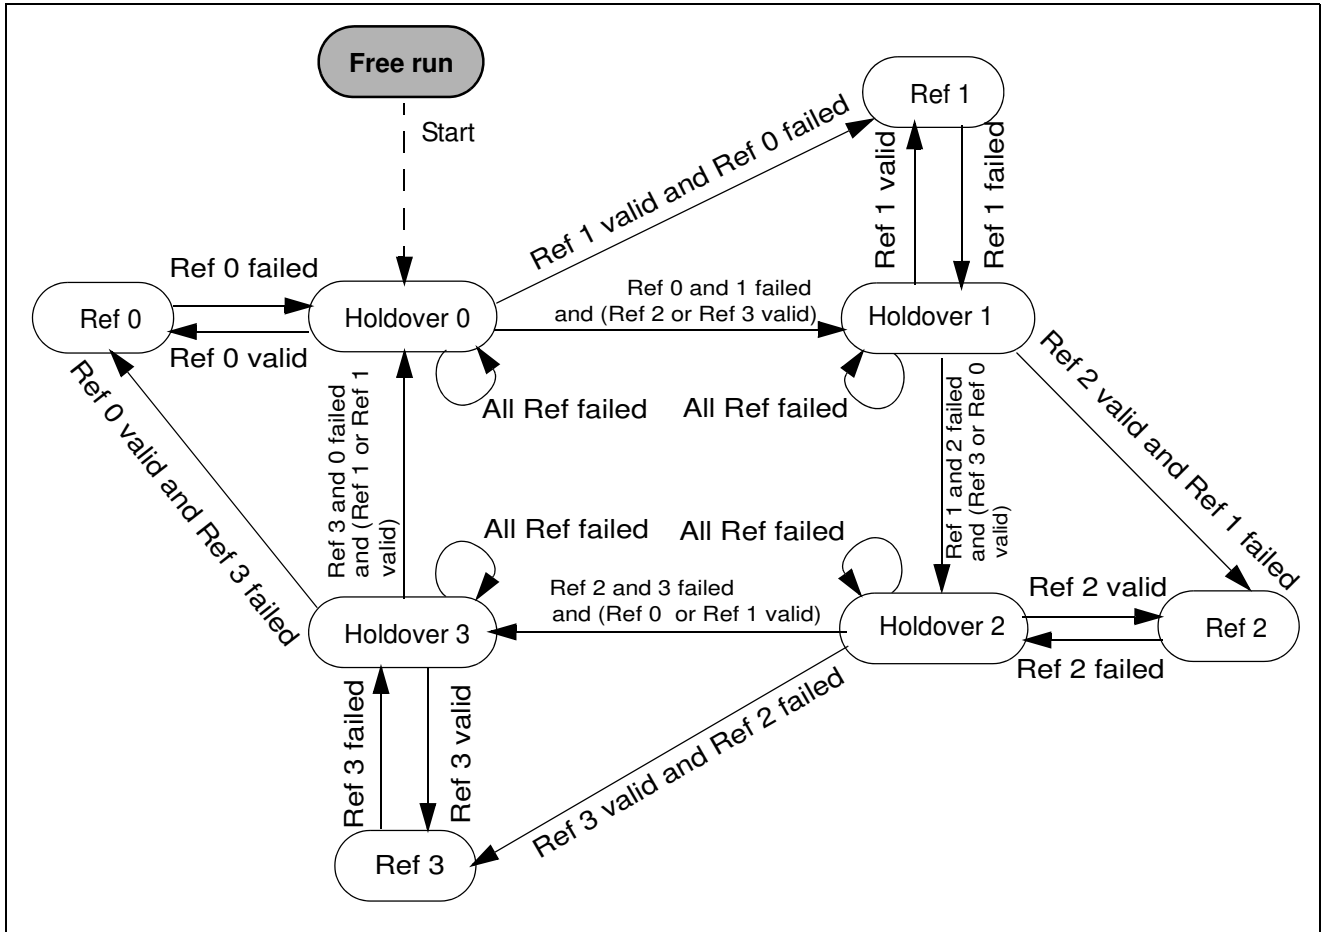 Free run
Start
Ref 1
Ref 1 valid and Ref 0 failed
Ref 1 valid
Ref 1 failed
Ref 0 failed
Ref 0
Holdover 0
Ref 0 and 1 failed
and (Ref 2 or Ref 3 valid)
Holdover 1
Ref 0 valid
All Ref failed
All Ref failed
Ref 0 valid and Ref 3 failed
Ref 3 and 0 failed
and (Ref 1 or Ref 1
valid)
Ref 1 and 2 failed
and (Ref 3 or Ref 0
valid)
Ref 2 valid and Ref 1 failed
All Ref failed
All Ref failed
Ref 2 and 3 failed
and (Ref 0 or Ref 1 valid)
Ref 2 valid
Holdover 3
Holdover 2
Ref 2
Ref 2 failed
Ref 3 failed
Ref 3 valid
Ref 3 valid and Ref 2 failed
Ref 3